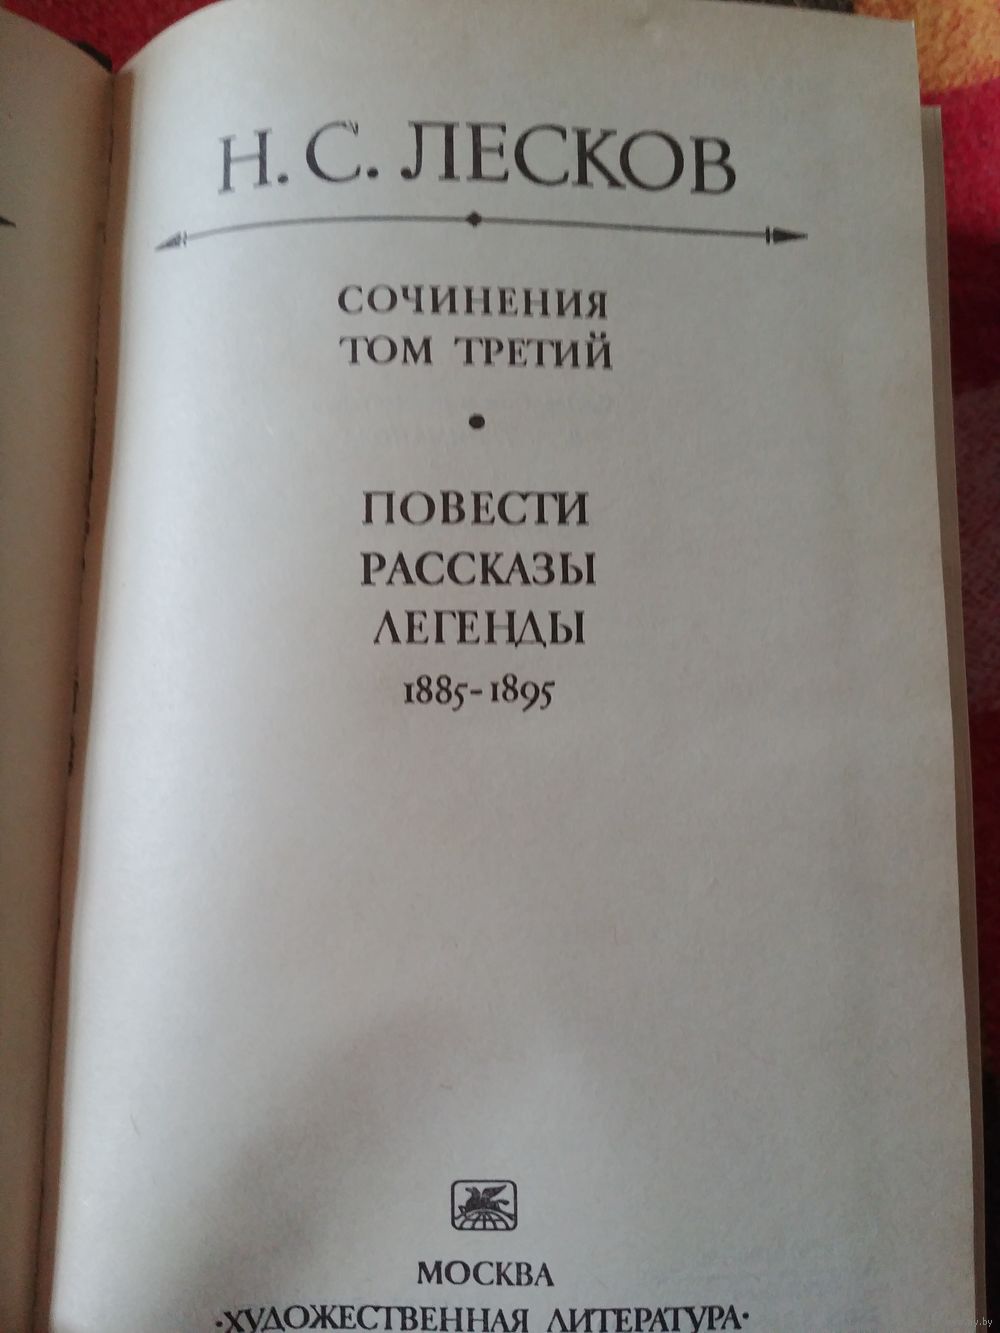 Н. С. ЛЕСКОВ
СОЧИНЕНИЯ
ТОМ ТРЕТИЙ
•
ПОВЕСТИ
РАССКАЗЫ
ЛЕГЕНДЫ
1885-1895
МОСКВА
·ХУДОЖЕСТВЕННАЯ ЛИТЕРАТУРА·